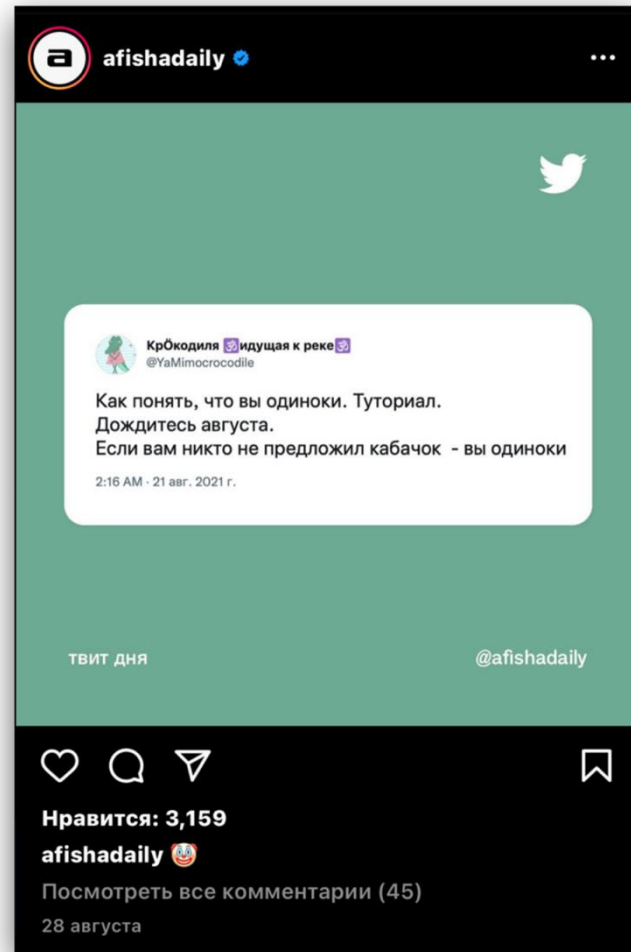 a
afishadaily
КрÖкодиля 🕉идущая к реке🕉
@YaMimocrocodile
Как понять, что вы одиноки. Туториал.
Дождитесь августа.
Если вам никто не предложил кабачок - вы одиноки
2:16 AM · 21 авг. 2021 г.
твит дня
@afishadaily
Нравится: 3,159
afishadaily 🤡
Посмотреть все комментарии (45)
28 августа